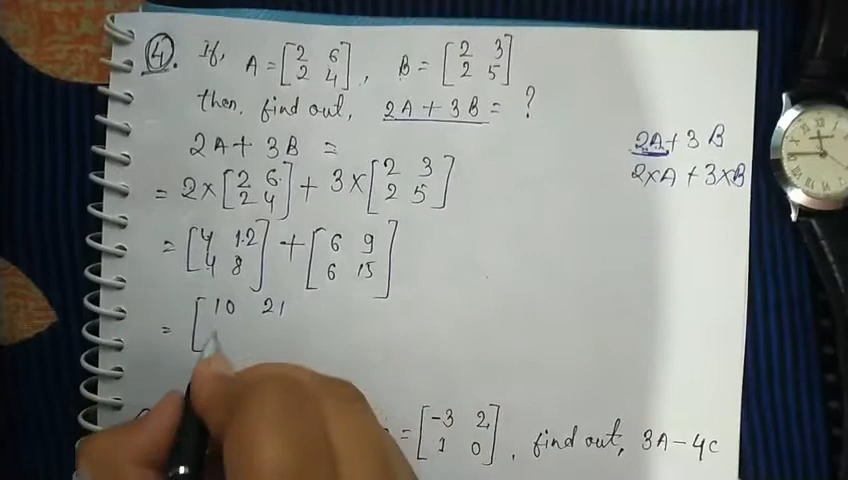 4. If, A = [2 6 2 4], B = [2 3 2 5]
then, find out, 2A + 3B = ?
2A + 3B =
= 2 × [2 6 2 4] + 3 × [2 3 2 5]
= [4 12 4 8] + [6 9 6 15]
= [10 21
2A + 3B
2×A + 3×B
= [-3 2 1 0], find out, 3A - 4C